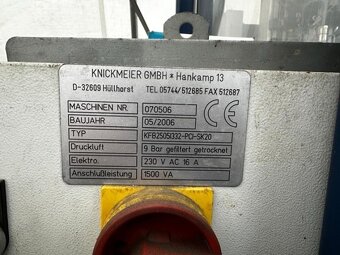 KNICKMEIER GMBH * Hankamp 13
D-32609 Hüllhorst TEL 05744/512685 FAX 512687
MASCHINEN NR. 070506
BAUJAHR 05/2006
TYP KFB2505032-PCI-SK20
Druckluft 9 Bar gefiltert getrocknet
Elektro. 230 V AC 16 A
Anschlußleistung 1500 VA
CE